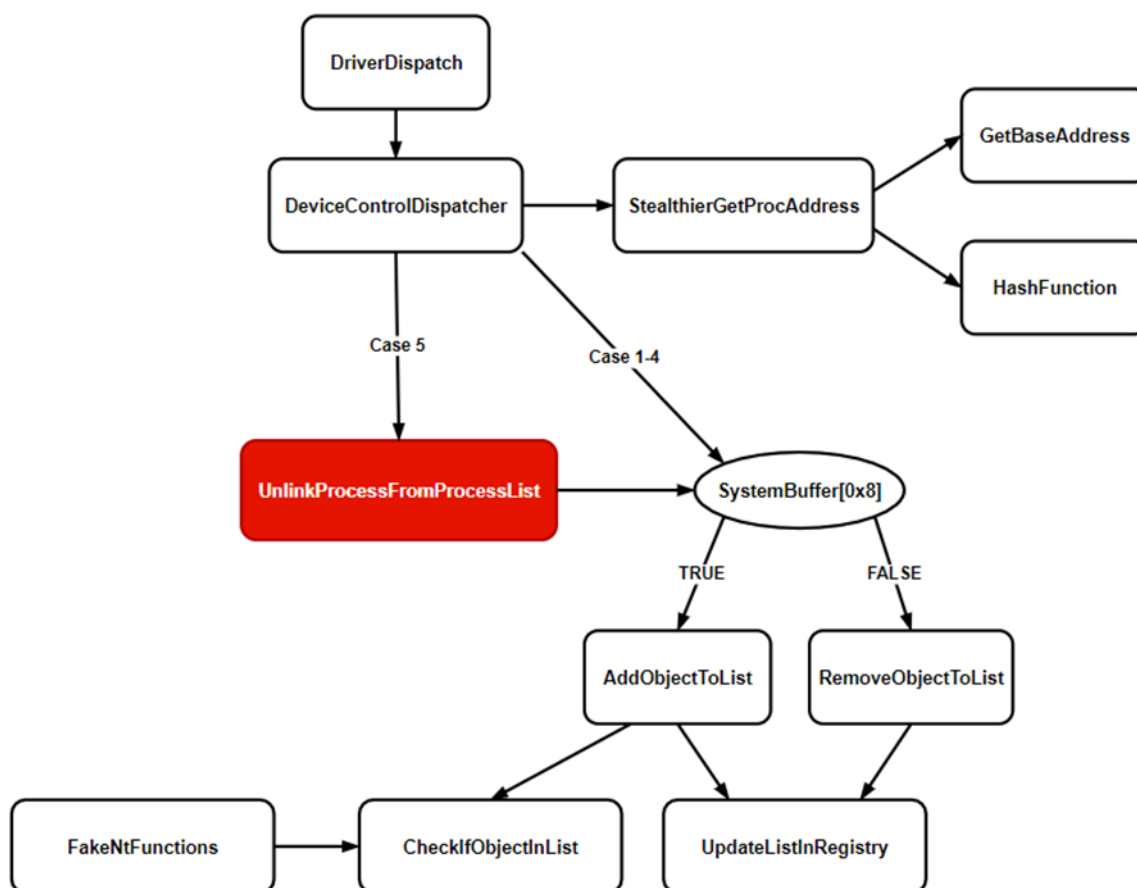 DriverDispatch
GetBaseAddress
DeviceControlDispatcher
StealthierGetProcAddress
HashFunction
Case 5
Case 1-4
UnlinkProcessFromProcessList
SystemBuffer[0x8]
TRUE
FALSE
AddObjectToList
RemoveObjectToList
FakeNtFunctions
CheckIfObjectInList
UpdateListInRegistry